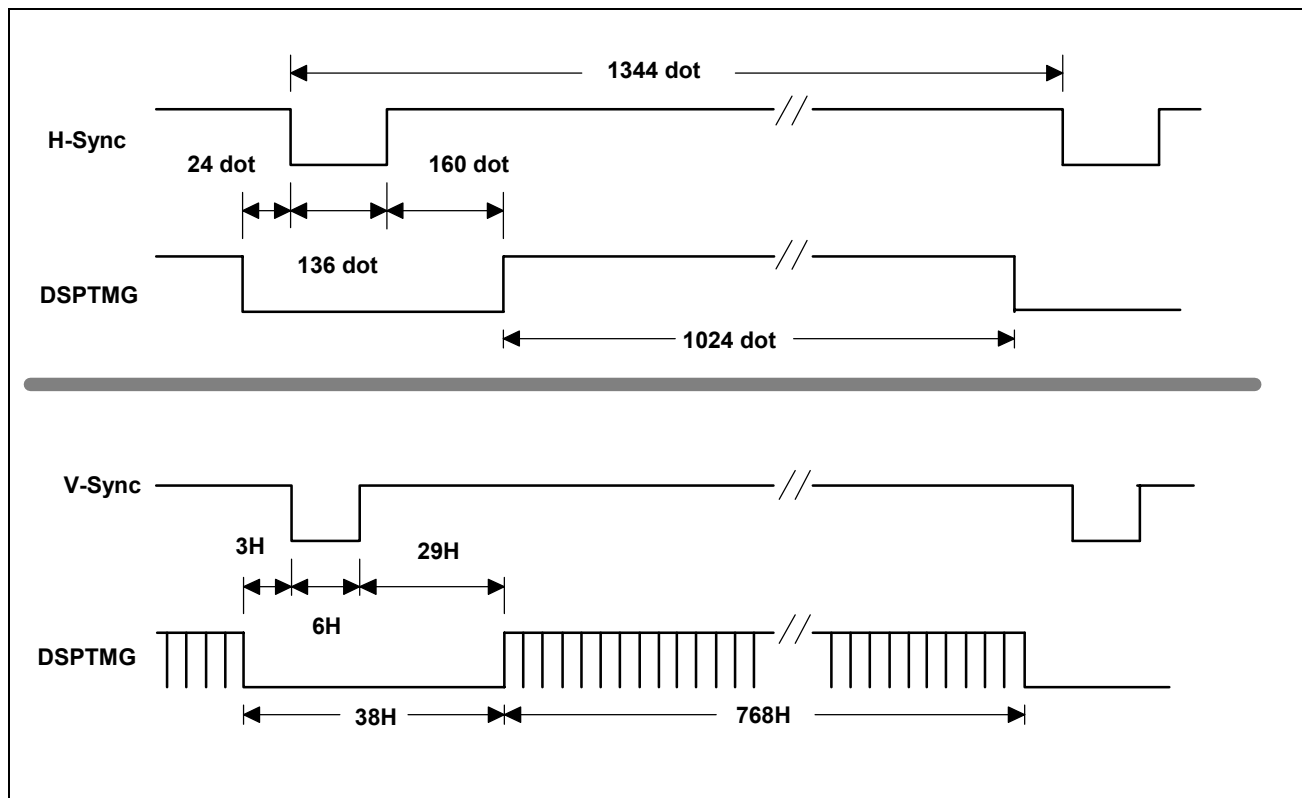 1344 dot
H-Sync
24 dot
160 dot
136 dot
DSPTMG
1024 dot
V-Sync
3H
29H
6H
DSPTMG
38H
768H